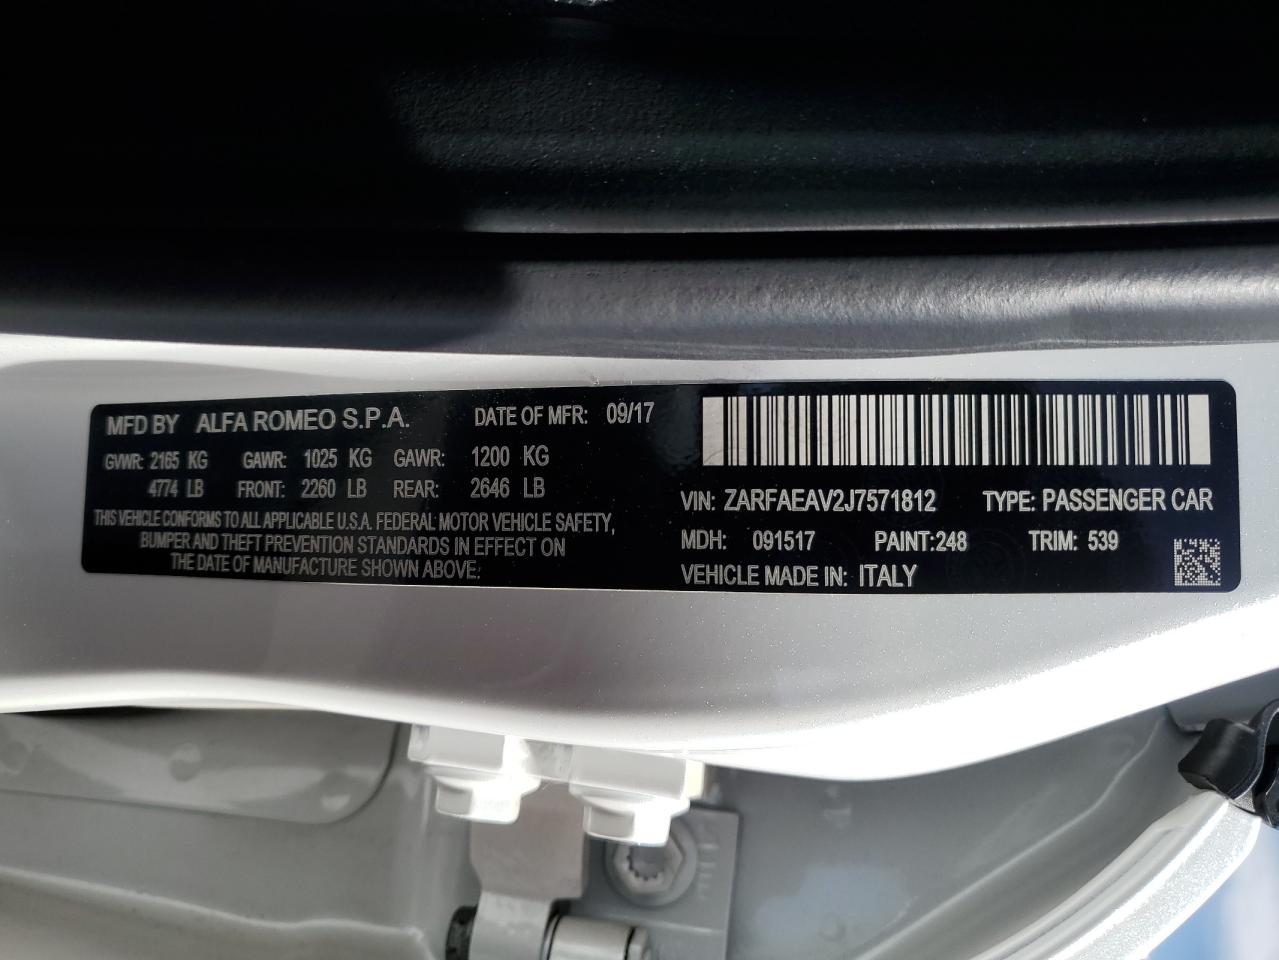 MFD BY ALFA ROMEO S.P.A. DATE OF MFR: 09/17
GVWR: 2165 KG GAWR: 1025 KG GAWR: 1200 KG
4774 LB FRONT: 2260 LB REAR: 2646 LB
THIS VEHICLE CONFORMS TO ALL APPLICABLE U.S.A. FEDERAL MOTOR VEHICLE SAFETY,
BUMPER AND THEFT PREVENTION STANDARDS IN EFFECT ON
THE DATE OF MANUFACTURE SHOWN ABOVE:
VIN: ZARFAEAV2J7571812 TYPE: PASSENGER CAR
MDH: 091517 PAINT:248 TRIM: 539
VEHICLE MADE IN: ITALY